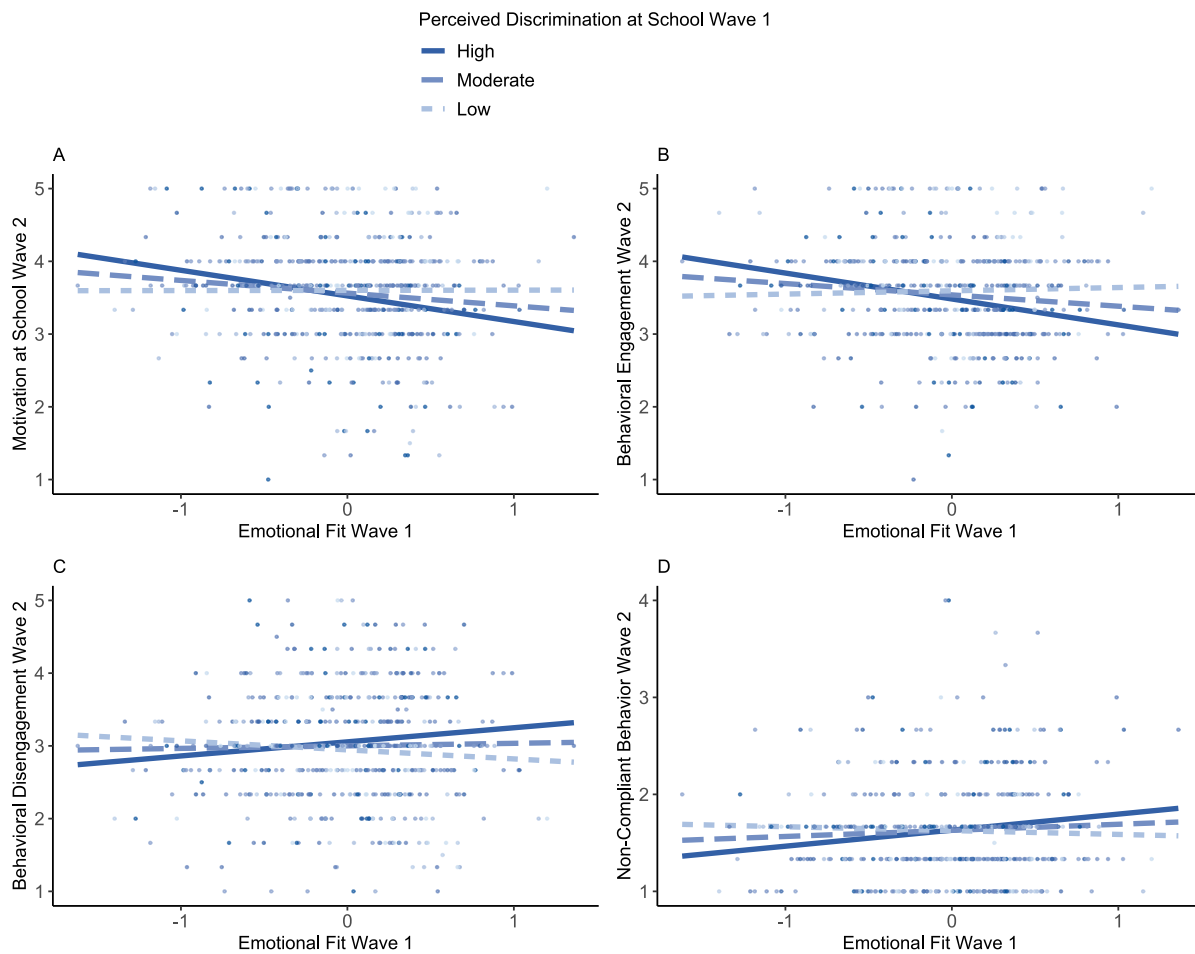 Perceived Discrimination at School Wave 1
High
Moderate
Low
A
Motivation at School Wave 2
5
4
3
2
1
-1
0
1
Emotional Fit Wave 1
B
Behavioral Engagement Wave 2
5
4
3
2
1
-1
0
1
Emotional Fit Wave 1
C
Behavioral Disengagement Wave 2
5
4
3
2
1
-1
0
1
Emotional Fit Wave 1
D
Non-Compliant Behavior Wave 2
4
3
2
1
-1
0
1
Emotional Fit Wave 1